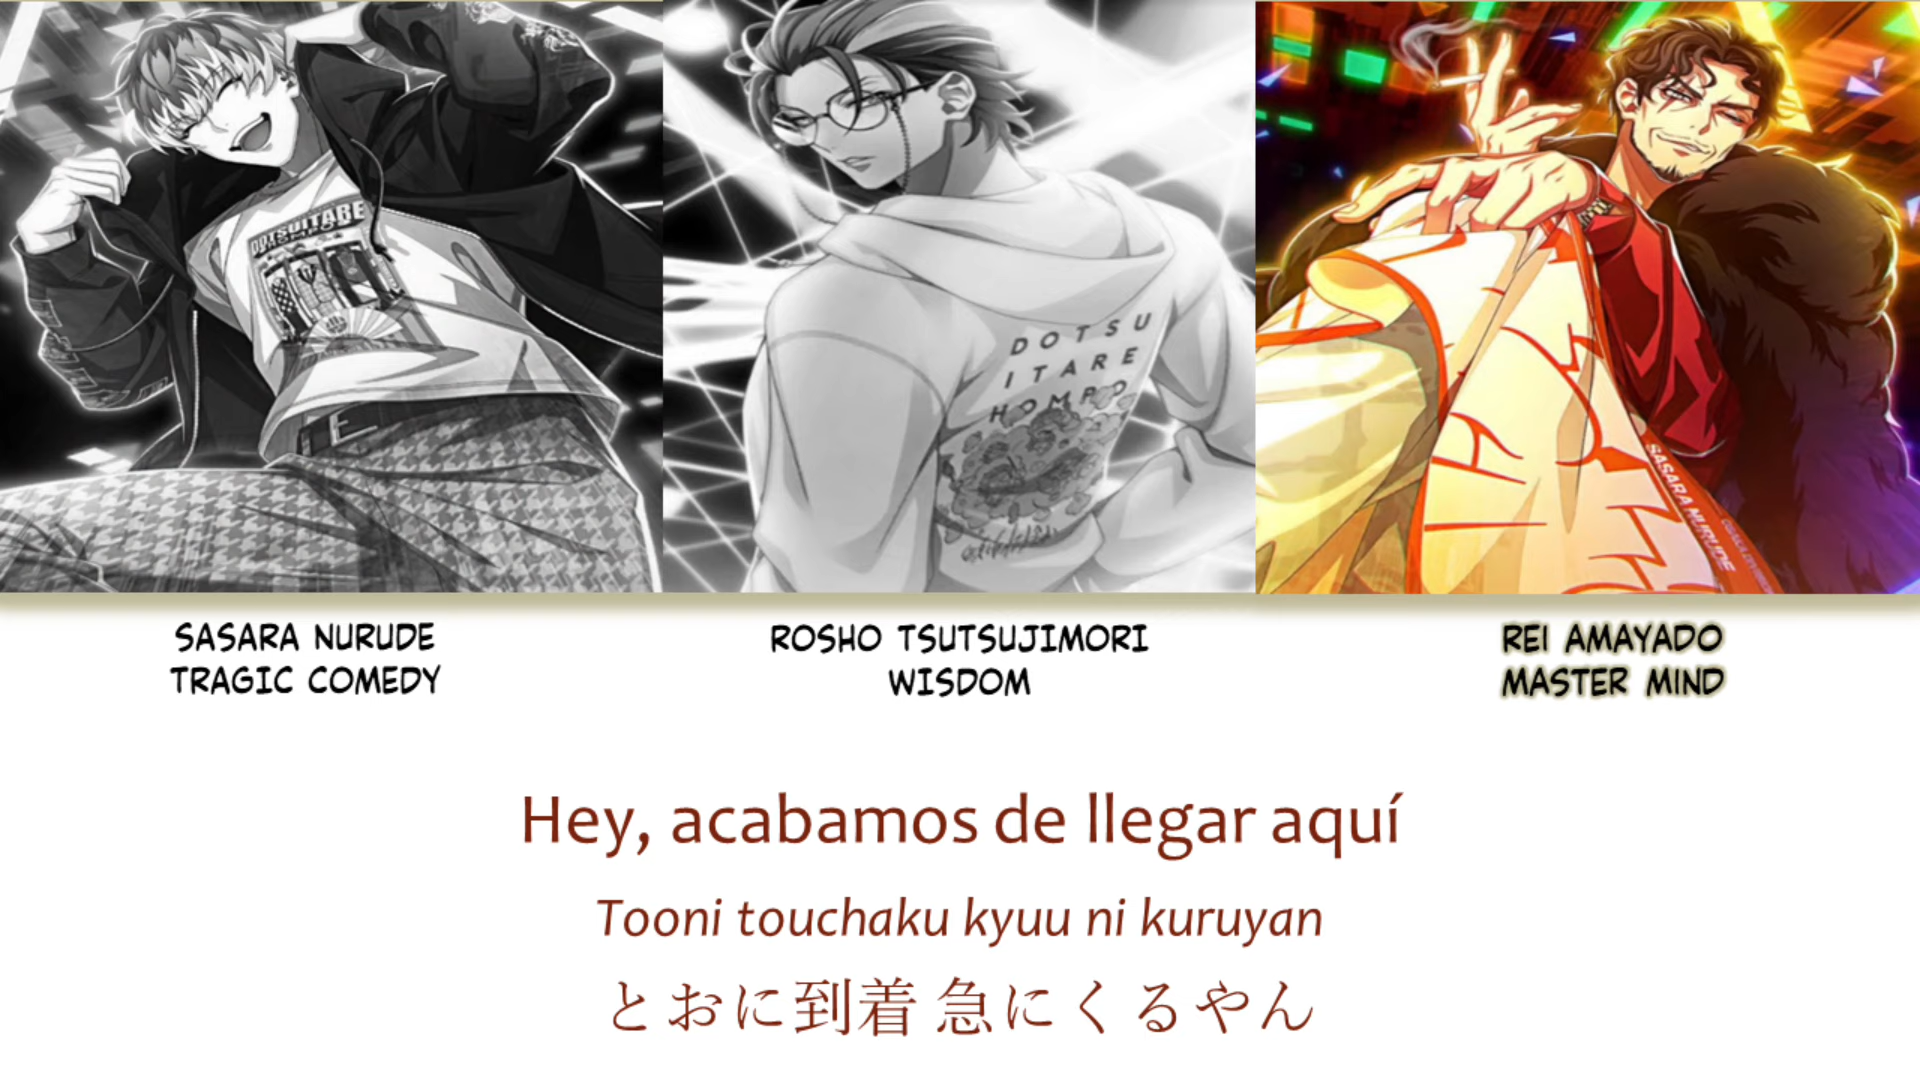 DOTSUITARE
HOMPO
DOTSU
ITARE
HOMPO
SASARA NURUDE
SASARA NURUDE
TRAGIC COMEDY
ROSHO TSUTSUJIMORI
WISDOM
REI AMAYADO
MASTER MIND
Hey, acabamos de llegar aquí
Tooni touchaku kyuu ni kuruyan
とおに到着 急にくるやん